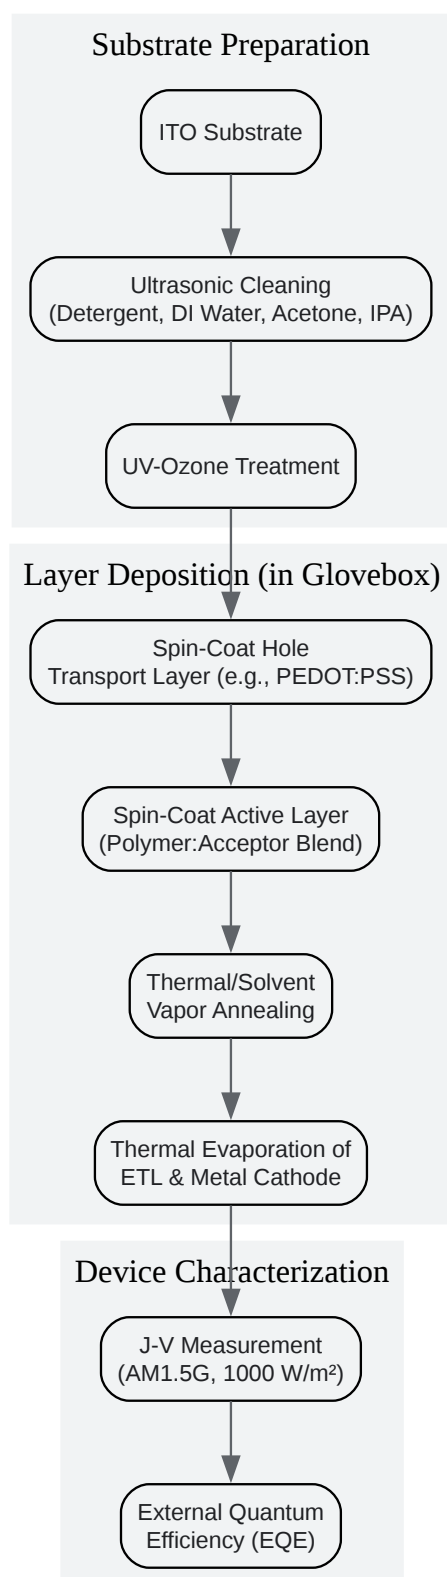 Substrate Preparation
ITO Substrate
Ultrasonic Cleaning
(Detergent, DI Water, Acetone, IPA)
UV-Ozone Treatment
Layer Deposition (in Glovebox)
Spin-Coat Hole
Transport Layer (e.g., PEDOT:PSS)
Spin-Coat Active Layer
(Polymer:Acceptor Blend)
Thermal/Solvent
Vapor Annealing
Thermal Evaporation of
ETL & Metal Cathode
Device Characterization
J-V Measurement
(AM1.5G, 1000 W/m²)
External Quantum
Efficiency (EQE)